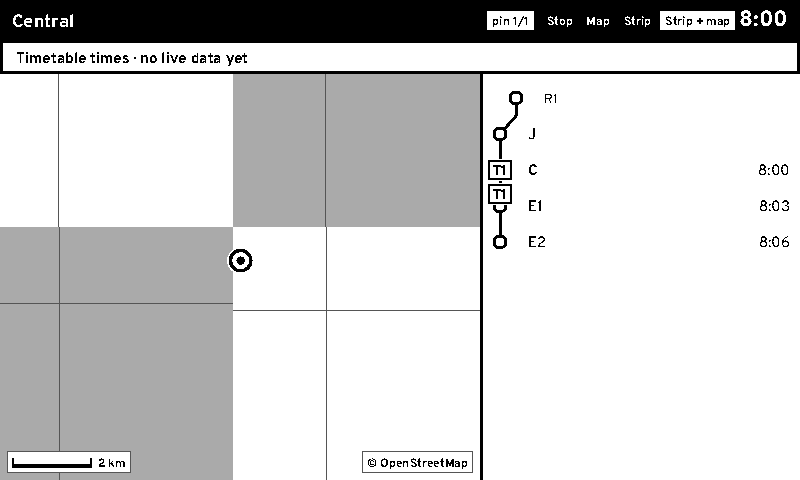 Central
pin 1/1 Stop Map Strip Strip + map 8:00
Timetable times · no live data yet
R1
J
T1 C 8:00
T1
E1 8:03
E2 8:06
2 km
© OpenStreetMap